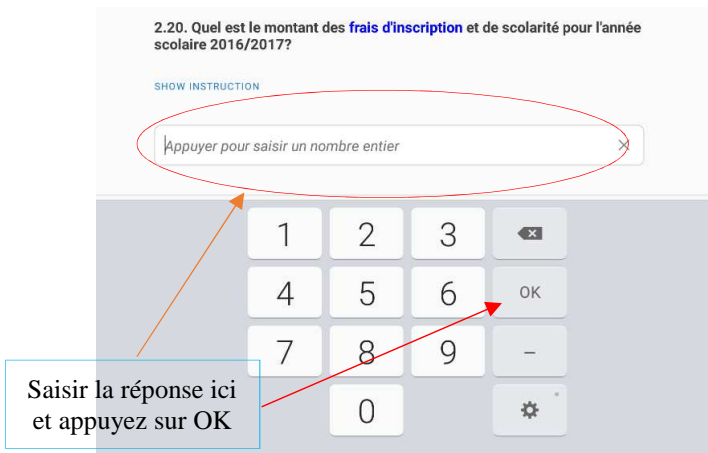 2.20. Quel est le montant des frais d'inscription et de scolarité pour l'année
scolaire 2016/2017?
SHOW INSTRUCTION
Appuyer pour saisir un nombre entier
1 2 3
4 5 6 OK
7 8 9 –
0
Saisir la réponse ici
et appuyez sur OK